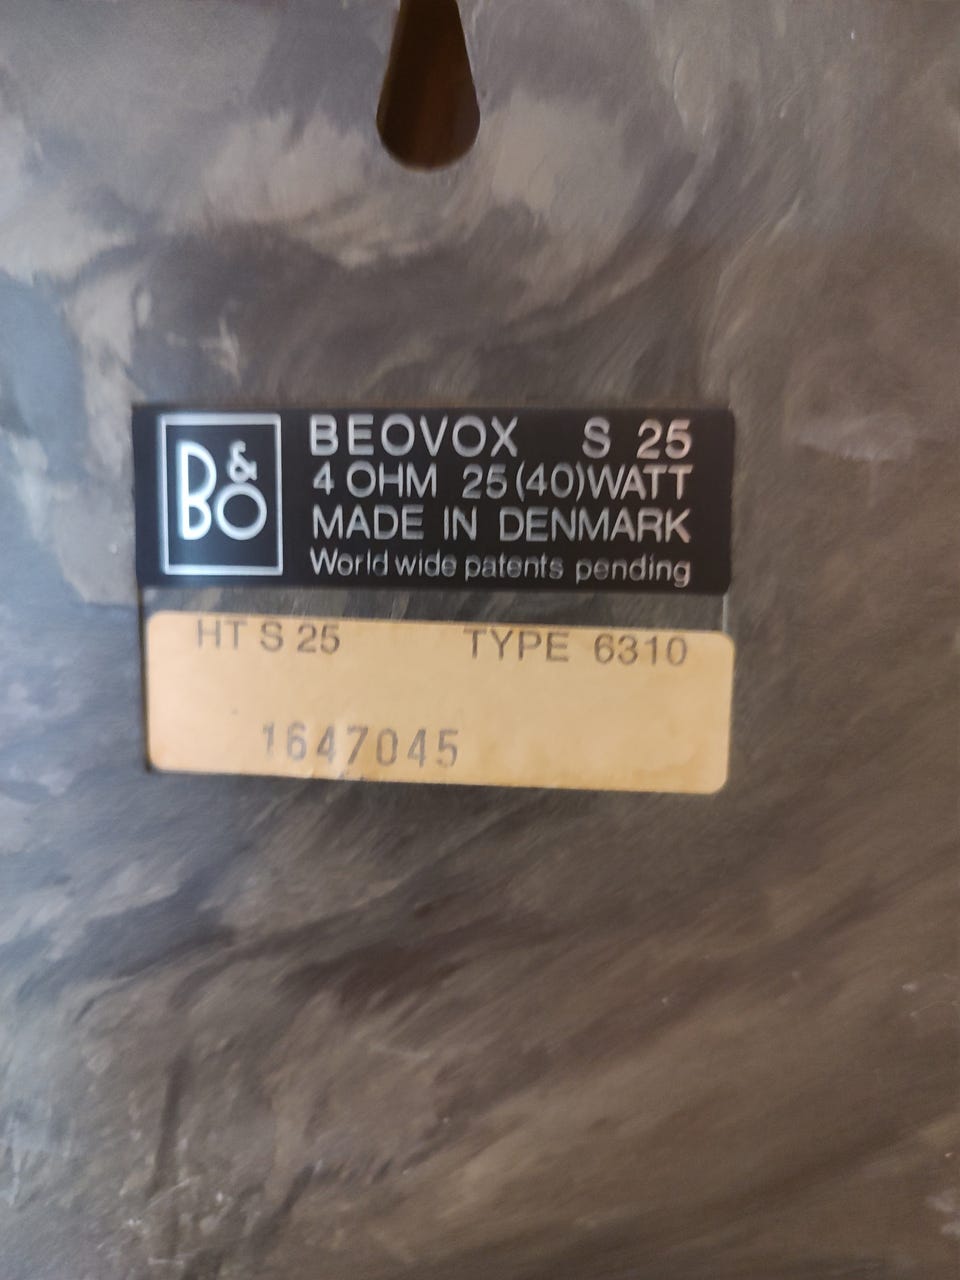 B&O
BEOVOX S 25
4 OHM 25(40)WATT
MADE IN DENMARK
World wide patents pending
HT S 25 TYPE 6310
1647045